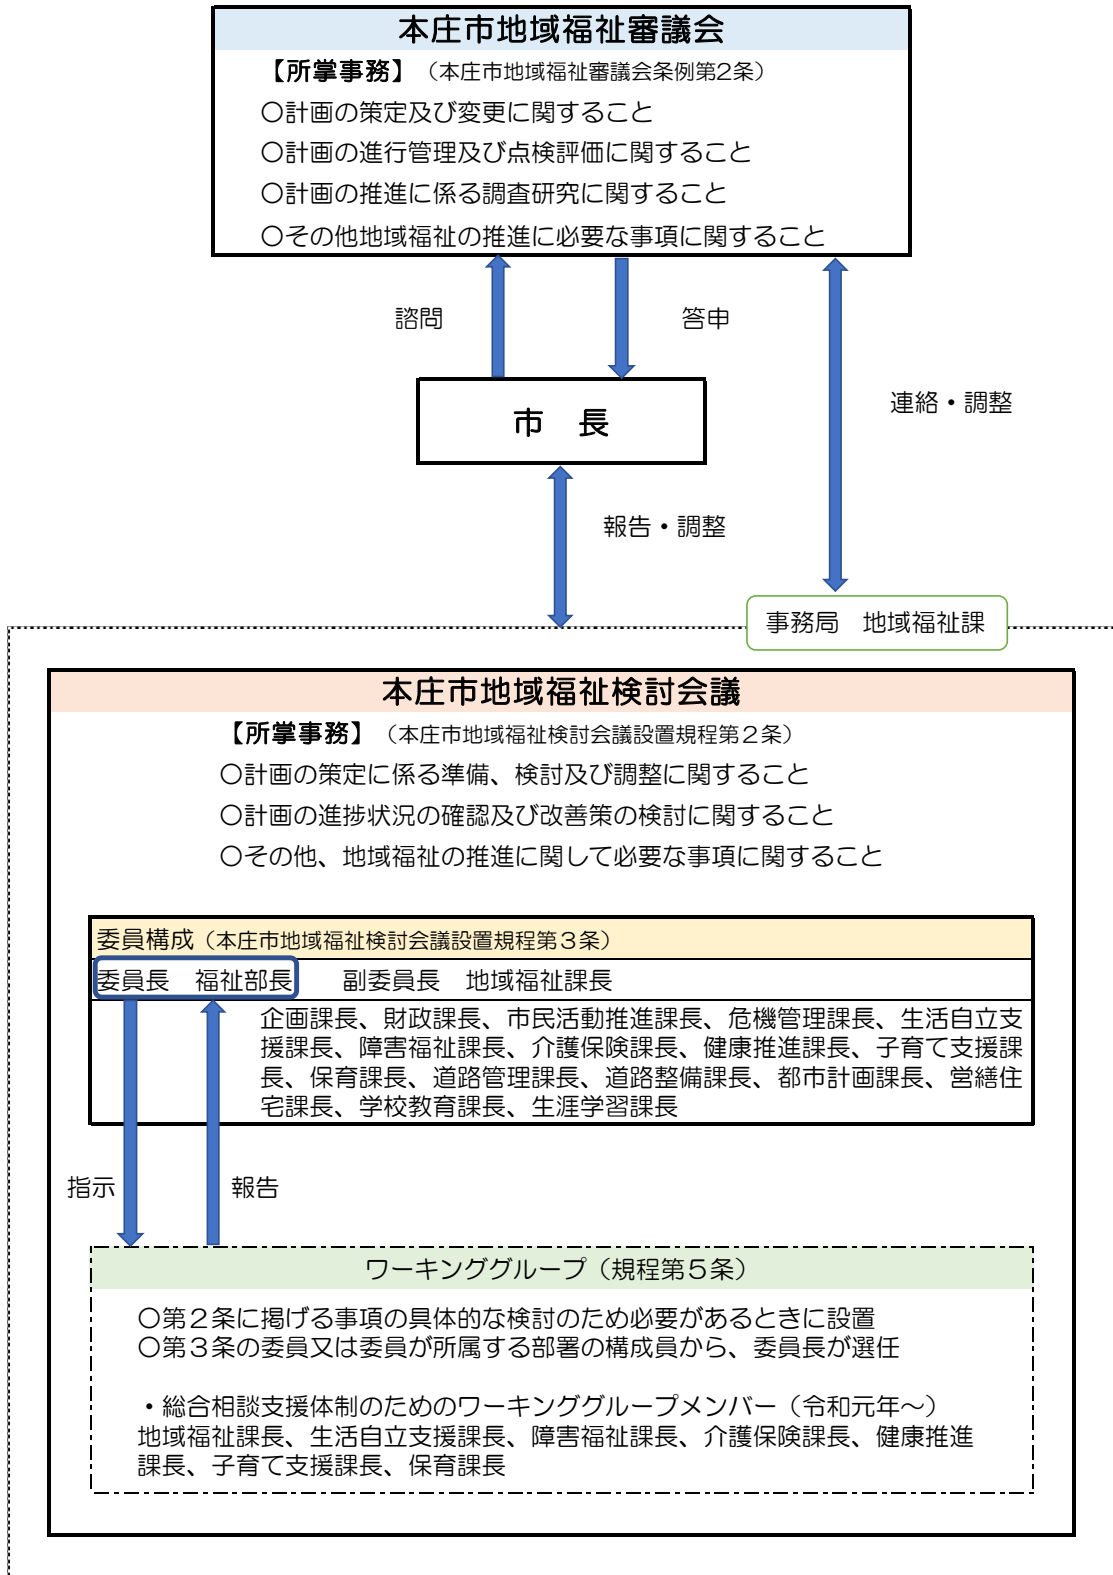 本庄市地域福祉審議会
【所掌事務】（本庄市地域福祉審議会条例第2条）
〇計画の策定及び変更に関すること
〇計画の進行管理及び点検評価に関すること
〇計画の推進に係る調査研究に関すること
〇その他地域福祉の推進に必要な事項に関すること
諮問
答申
連絡・調整
市　長
報告・調整
事務局　地域福祉課
本庄市地域福祉検討会議
【所掌事務】（本庄市地域福祉検討会議設置規程第２条）
〇計画の策定に係る準備、検討及び調整に関すること
〇計画の進捗状況の確認及び改善策の検討に関すること
〇その他、地域福祉の推進に関して必要な事項に関すること
委員構成（本庄市地域福祉検討会議設置規程第３条）
委員長　福祉部長　　副委員長　地域福祉課長
企画課長、財政課長、市民活動推進課長、危機管理課長、生活自立支
援課長、障害福祉課長、介護保険課長、健康推進課長、子育て支援課
長、保育課長、道路管理課長、道路整備課長、都市計画課長、営繕住
宅課長、学校教育課長、生涯学習課長
指示
報告
ワーキンググループ（規程第５条）
〇第２条に掲げる事項の具体的な検討のため必要があるときに設置
〇第３条の委員又は委員が所属する部署の構成員から、委員長が選任
・総合相談支援体制のためのワーキンググループメンバー（令和元年～）
地域福祉課長、生活自立支援課長、障害福祉課長、介護保険課長、健康推進
課長、子育て支援課長、保育課長